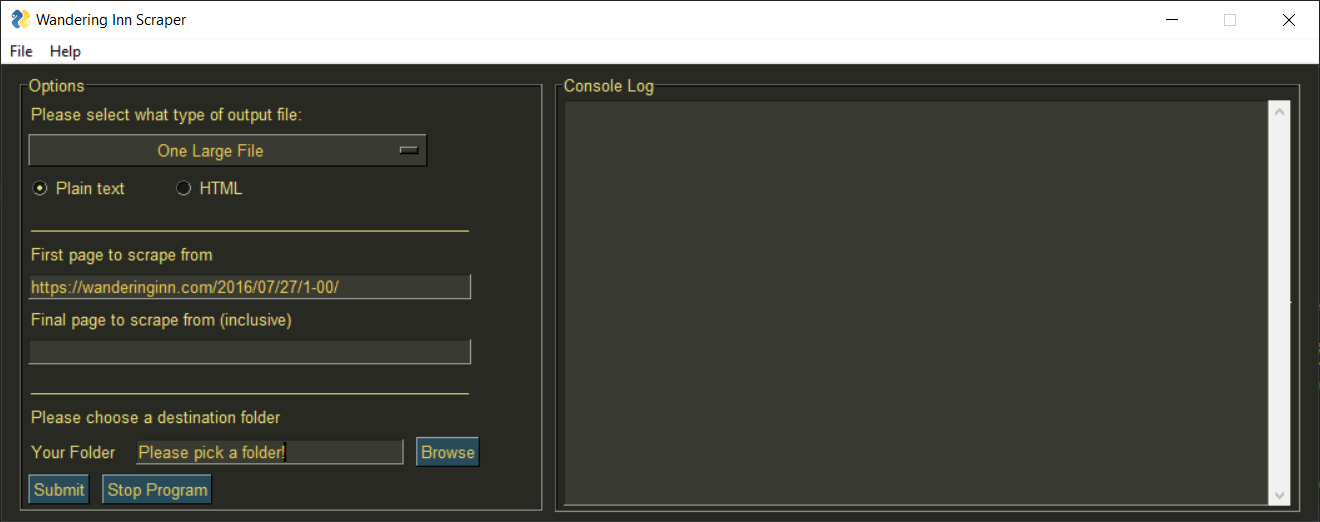 Wandering Inn Scraper
File Help
Options
Please select what type of output file:
One Large File
Plain text HTML
First page to scrape from
https://wanderinginn.com/2016/07/27/1-00/
Final page to scrape from (inclusive)
Please choose a destination folder
Your Folder Please pick a folder! Browse
Submit Stop Program
Console Log